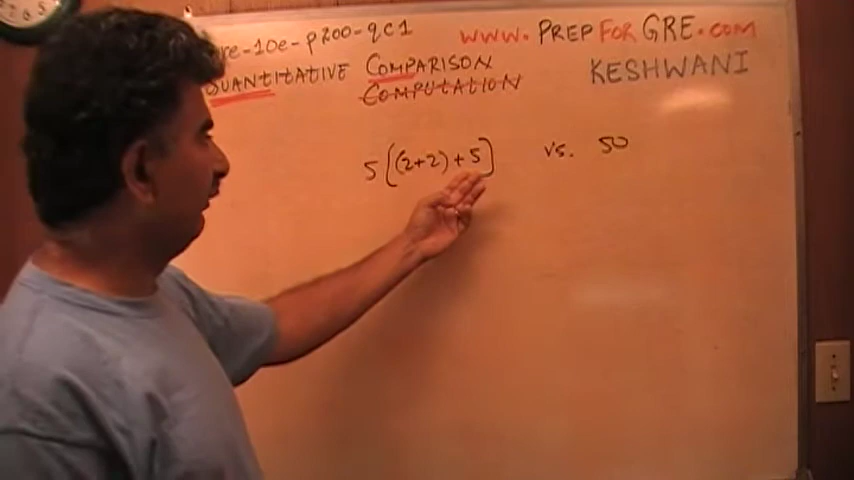 re-10e-p200-qc1
WWW.PREPFORGRE.COM
QUANTITATIVE COMPARISON
COMPUTATION
KESHWANI
5[(2+2)+5] vs. 50